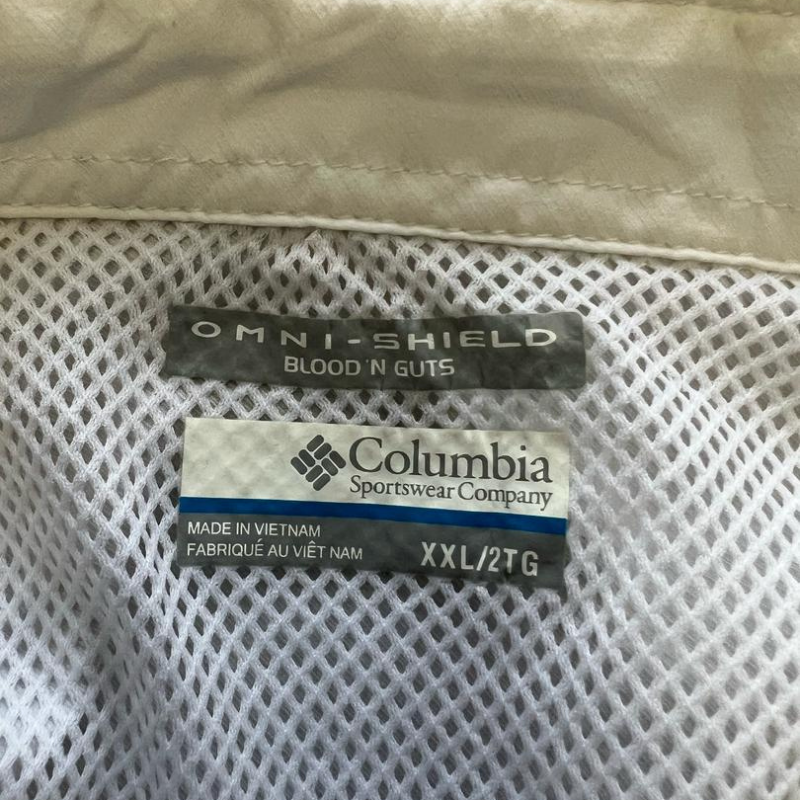 OMNI-SHIELD
BLOOD 'N GUTS
Columbia
Sportswear Company
MADE IN VIETNAM
FABRIQUÉ AU VIÊT NAM
XXL/2TG